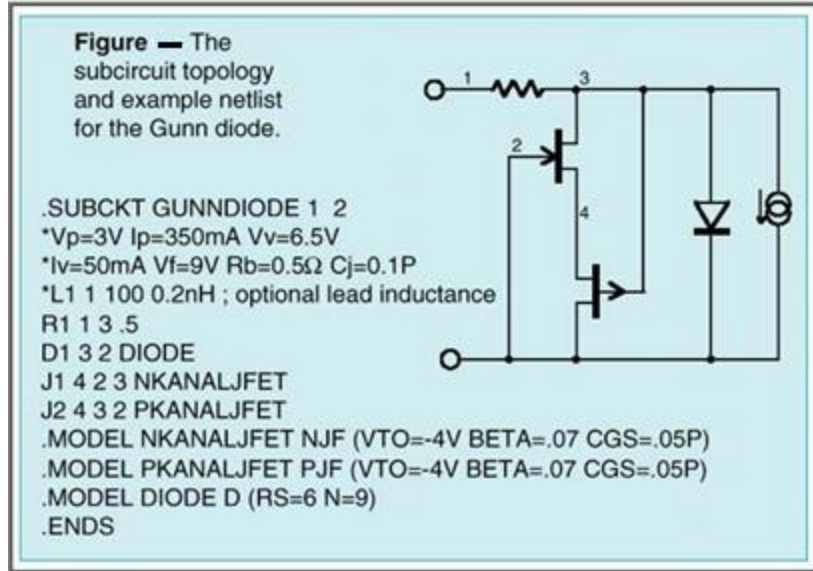 Figure — The
subcircuit topology
and example netlist
for the Gunn diode.
1
3
2
4
.SUBCKT GUNNDIODE 1 2
*Vp=3V Ip=350mA Vv=6.5V
*Iv=50mA Vf=9V Rb=0.5Ω Cj=0.1P
*L1 1 100 0.2nH ; optional lead inductance
R1 1 3 .5
D1 3 2 DIODE
J1 4 2 3 NKANALJFET
J2 4 3 2 PKANALJFET
.MODEL NKANALJFET NJF (VTO=-4V BETA=.07 CGS=.05P)
.MODEL PKANALJFET PJF (VTO=-4V BETA=.07 CGS=.05P)
.MODEL DIODE D (RS=6 N=9)
.ENDS